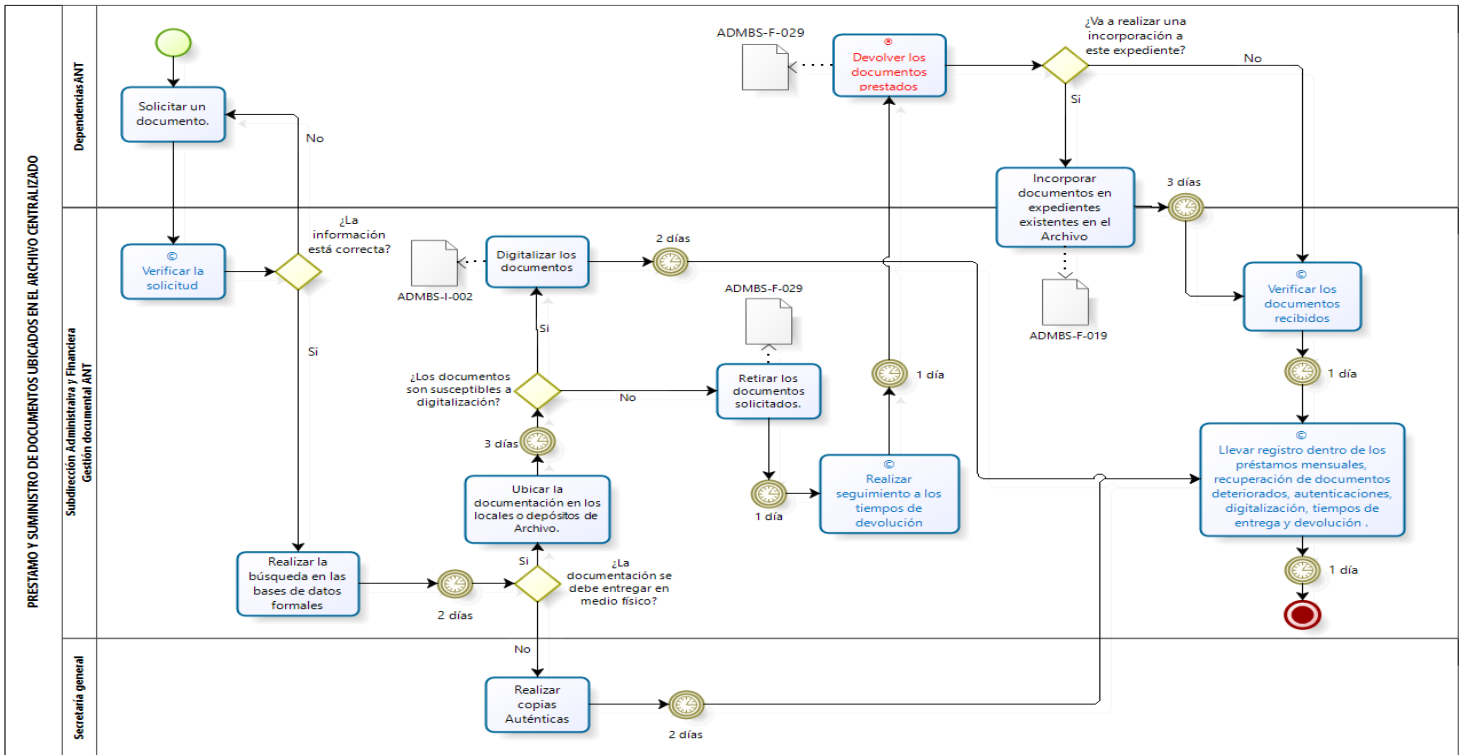 PRESTAMO Y SUMINISTRO DE DOCUMENTOS UBICADOS EN EL ARCHIVO CENTRALIZADO
Dependencias ANT
Solicitar un
documento.
No
ADMBS-F-029
®
Devolver los
documentos
prestados
¿Va a realizar una
incorporación a
este expediente?
No
Si
Incorporar
documentos en
expedientes
existentes en el
Archivo
3 días
ADMBS-F-019
Subdirección Administrativa y Financiera
Gestión documental ANT
©
Verificar la
solicitud
¿La
información
está correcta?
Si
Realizar la
búsqueda en las
bases de datos
formales
2 días
¿La
documentación se
debe entregar en
medio físico?
Si
No
Ubicar la
documentación en los
locales o depósitos de
Archivo.
3 días
¿Los documentos
son susceptibles a
digitalización?
Si
No
Digitalizar los
documentos
ADMBS-I-002
2 días
ADMBS-F-029
Retirar los
documentos
solicitados.
1 día
©
Realizar
seguimiento a los
tiempos de
devolución
1 día
©
Verificar los
documentos
recibidos
1 día
©
Llevar registro dentro de los
préstamos mensuales,
recuperación de documentos
deteriorados, autenticaciones,
digitalización, tiempos de
entrega y devolución .
1 día
Secretaría general
Realizar
copias
Auténticas
2 días